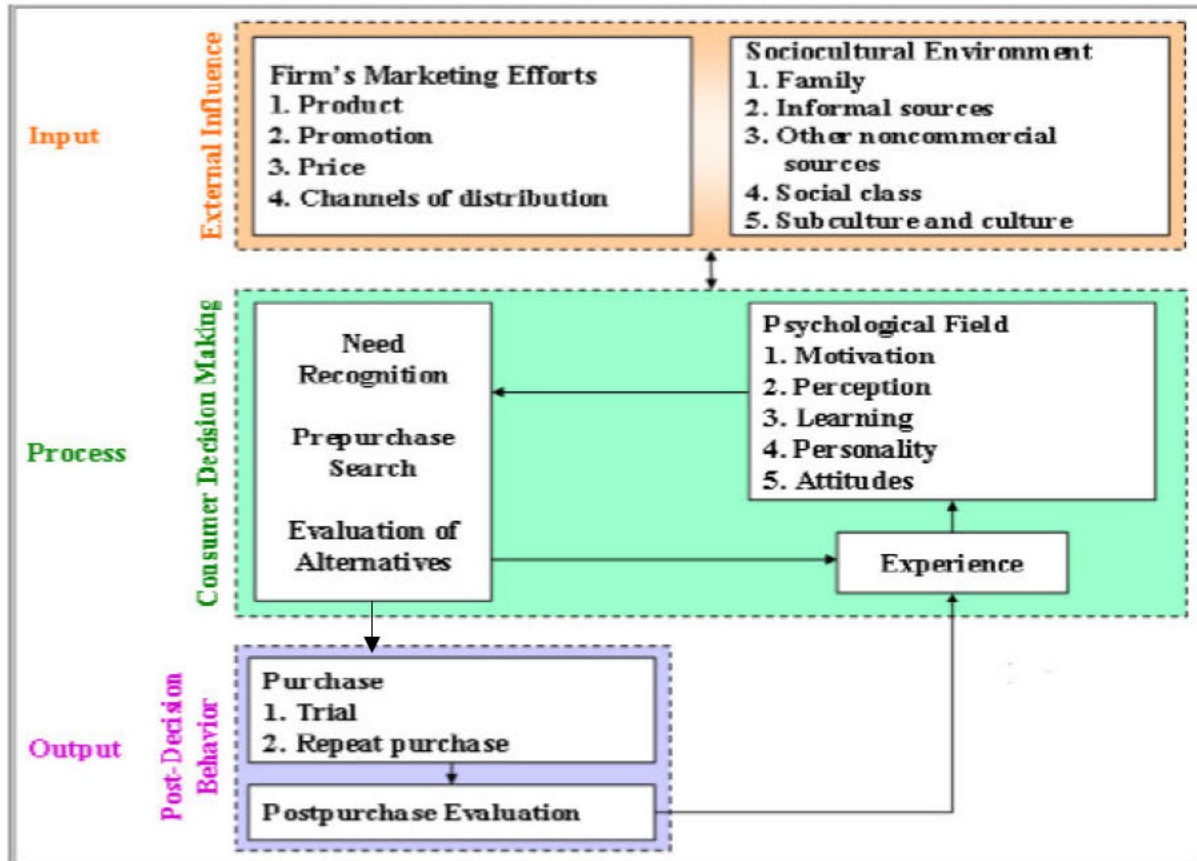 Input
External Influence
Firm's Marketing Efforts
1. Product
2. Promotion
3. Price
4. Channels of distribution
Sociocultural Environment
1. Family
2. Informal sources
3. Other noncommercial
sources
4. Social class
5. Subculture and culture
Process
Consumer Decision Making
Need
Recognition
Prepurchase
Search
Evaluation of
Alternatives
Psychological Field
1. Motivation
2. Perception
3. Learning
4. Personality
5. Attitudes
Experience
Output
Post-Decision
Behavior
Purchase
1. Trial
2. Repeat purchase
Postpurchase Evaluation